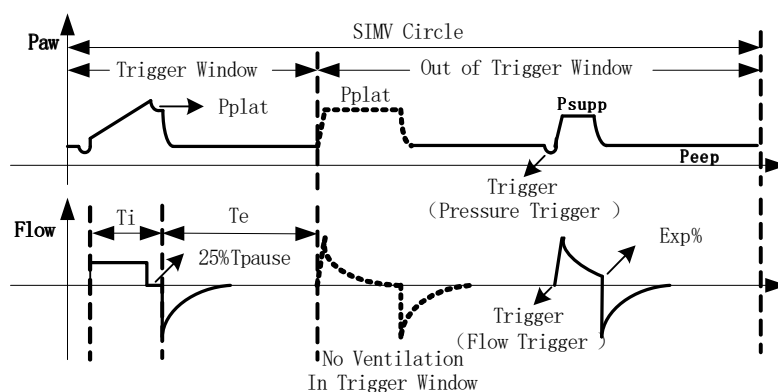 SIMV Circle
Paw
Trigger Window
Out of Trigger Window
Pplat
Pplat
Psupp
Peep
Trigger
(Pressure Trigger )
Flow
Ti
Te
25%Tpause
Exp%
Trigger
(Flow Trigger )
No Ventilation
In Trigger Window